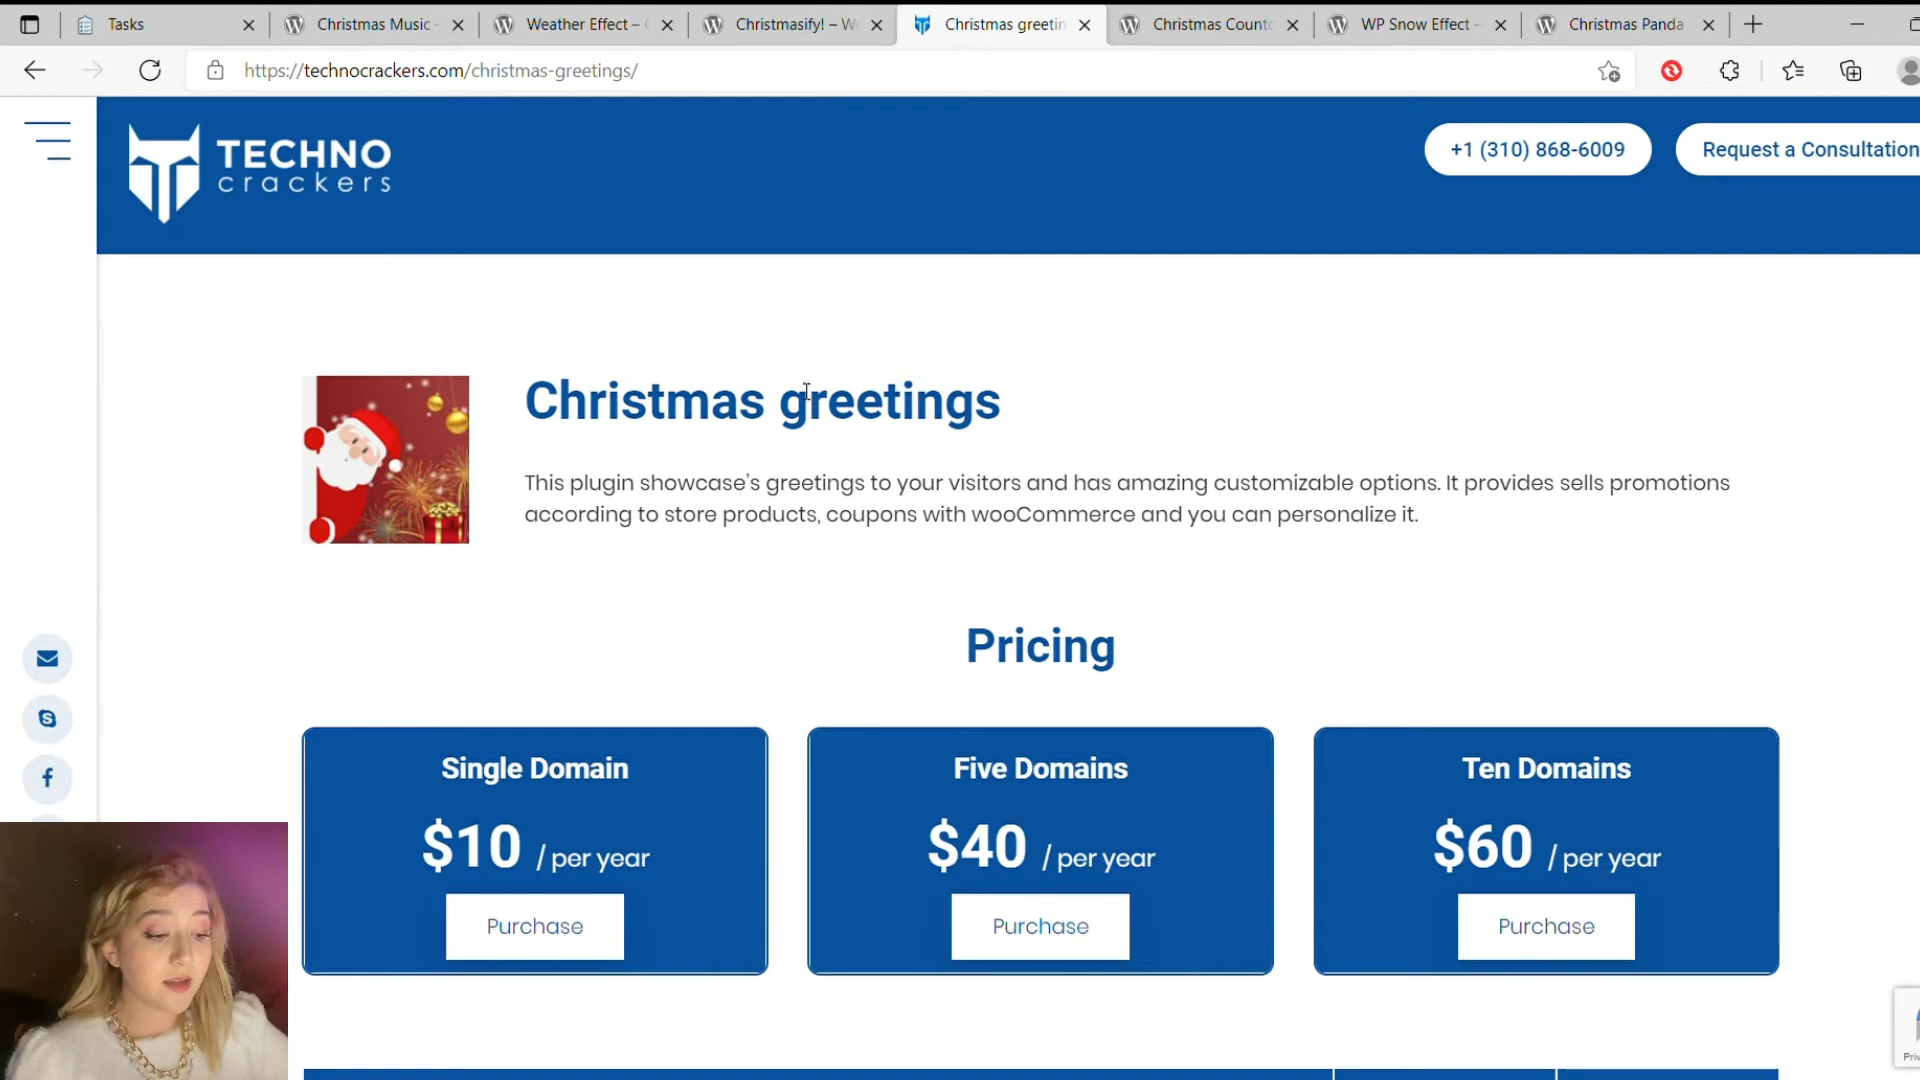 Tasks
Christmas Music -
Weather Effect –
Christmasify! – W
Christmas greetin
Christmas Countd
WP Snow Effect -
Christmas Panda
https://technocrackers.com/christmas-greetings/
TECHNO
crackers
+1 (310) 868-6009
Request a Consultation
Christmas greetings
This plugin showcase's greetings to your visitors and has amazing customizable options. It provides sells promotions
according to store products, coupons with wooCommerce and you can personalize it.
Pricing
Single Domain
$10 / per year
Purchase
Five Domains
$40 / per year
Purchase
Ten Domains
$60 / per year
Purchase